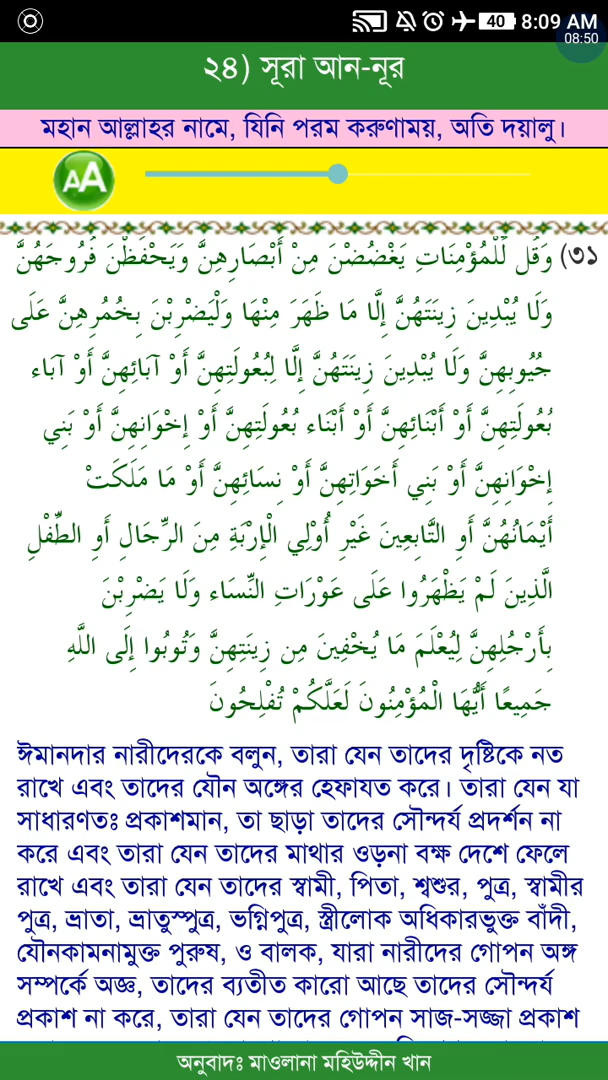 40 8:09 AM
08:50
২৪) সূরা আন-নূর
মহান আল্লাহর নামে, যিনি পরম করুণাময়, অতি দয়ালু।
AA
৩১) وَقُل لِّلْمُؤْمِنَاتِ يَغْضُضْنَ مِنْ أَبْصَارِهِنَّ وَيَحْفَظْنَ فُرُوجَهُنَّ
وَلَا يُبْدِينَ زِينَتَهُنَّ إِلَّا مَا ظَهَرَ مِنْهَا وَلْيَضْرِبْنَ بِخُمُرِهِنَّ عَلَى
جُيُوبِهِنَّ وَلَا يُبْدِينَ زِينَتَهُنَّ إِلَّا لِبُعُولَتِهِنَّ أَوْ آبَائِهِنَّ أَوْ آبَاء
بُعُولَتِهِنَّ أَوْ أَبْنَائِهِنَّ أَوْ أَبْنَاء بُعُولَتِهِنَّ أَوْ إِخْوَانِهِنَّ أَوْ بَنِي
إِخْوَانِهِنَّ أَوْ بَنِي أَخَوَاتِهِنَّ أَوْ نِسَائِهِنَّ أَوْ مَا مَلَكَتْ
أَيْمَانُهُنَّ أَوِ التَّابِعِينَ غَيْرِ أُوْلِي الْإِرْبَةِ مِنَ الرِّجَالِ أَوِ الطِّفْلِ
الَّذِينَ لَمْ يَظْهَرُوا عَلَى عَوْرَاتِ النِّسَاء وَلَا يَضْرِبْنَ
بِأَرْجُلِهِنَّ لِيُعْلَمَ مَا يُخْفِينَ مِن زِينَتِهِنَّ وَتُوبُوا إِلَى اللَّهِ
جَمِيعًا أَيُّهَا الْمُؤْمِنُونَ لَعَلَّكُمْ تُفْلِحُونَ
ঈমানদার নারীদেরকে বলুন, তারা যেন তাদের দৃষ্টিকে নত
রাখে এবং তাদের যৌন অঙ্গের হেফাযত করে। তারা যেন যা
সাধারণতঃ প্রকাশমান, তা ছাড়া তাদের সৌন্দর্য প্রদর্শন না
করে এবং তারা যেন তাদের মাথার ওড়না বক্ষ দেশে ফেলে
রাখে এবং তারা যেন তাদের স্বামী, পিতা, শ্বশুর, পুত্র, স্বামীর
পুত্র, ভ্রাতা, ভ্রাতুস্পুত্র, ভগ্নিপুত্র, স্ত্রীলোক অধিকারভুক্ত বাঁদী,
যৌনকামনামুক্ত পুরুষ, ও বালক, যারা নারীদের গোপন অঙ্গ
সম্পর্কে অজ্ঞ, তাদের ব্যতীত কারো আছে তাদের সৌন্দর্য
প্রকাশ না করে, তারা যেন তাদের গোপন সাজ-সজ্জা প্রকাশ
অনুবাদঃ মাওলানা মহিউদ্দীন খান